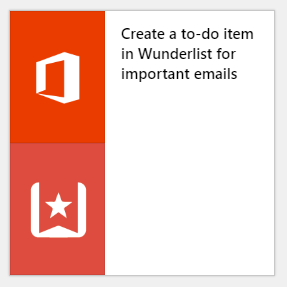 Create a to-do item
in Wunderlist for
important emails